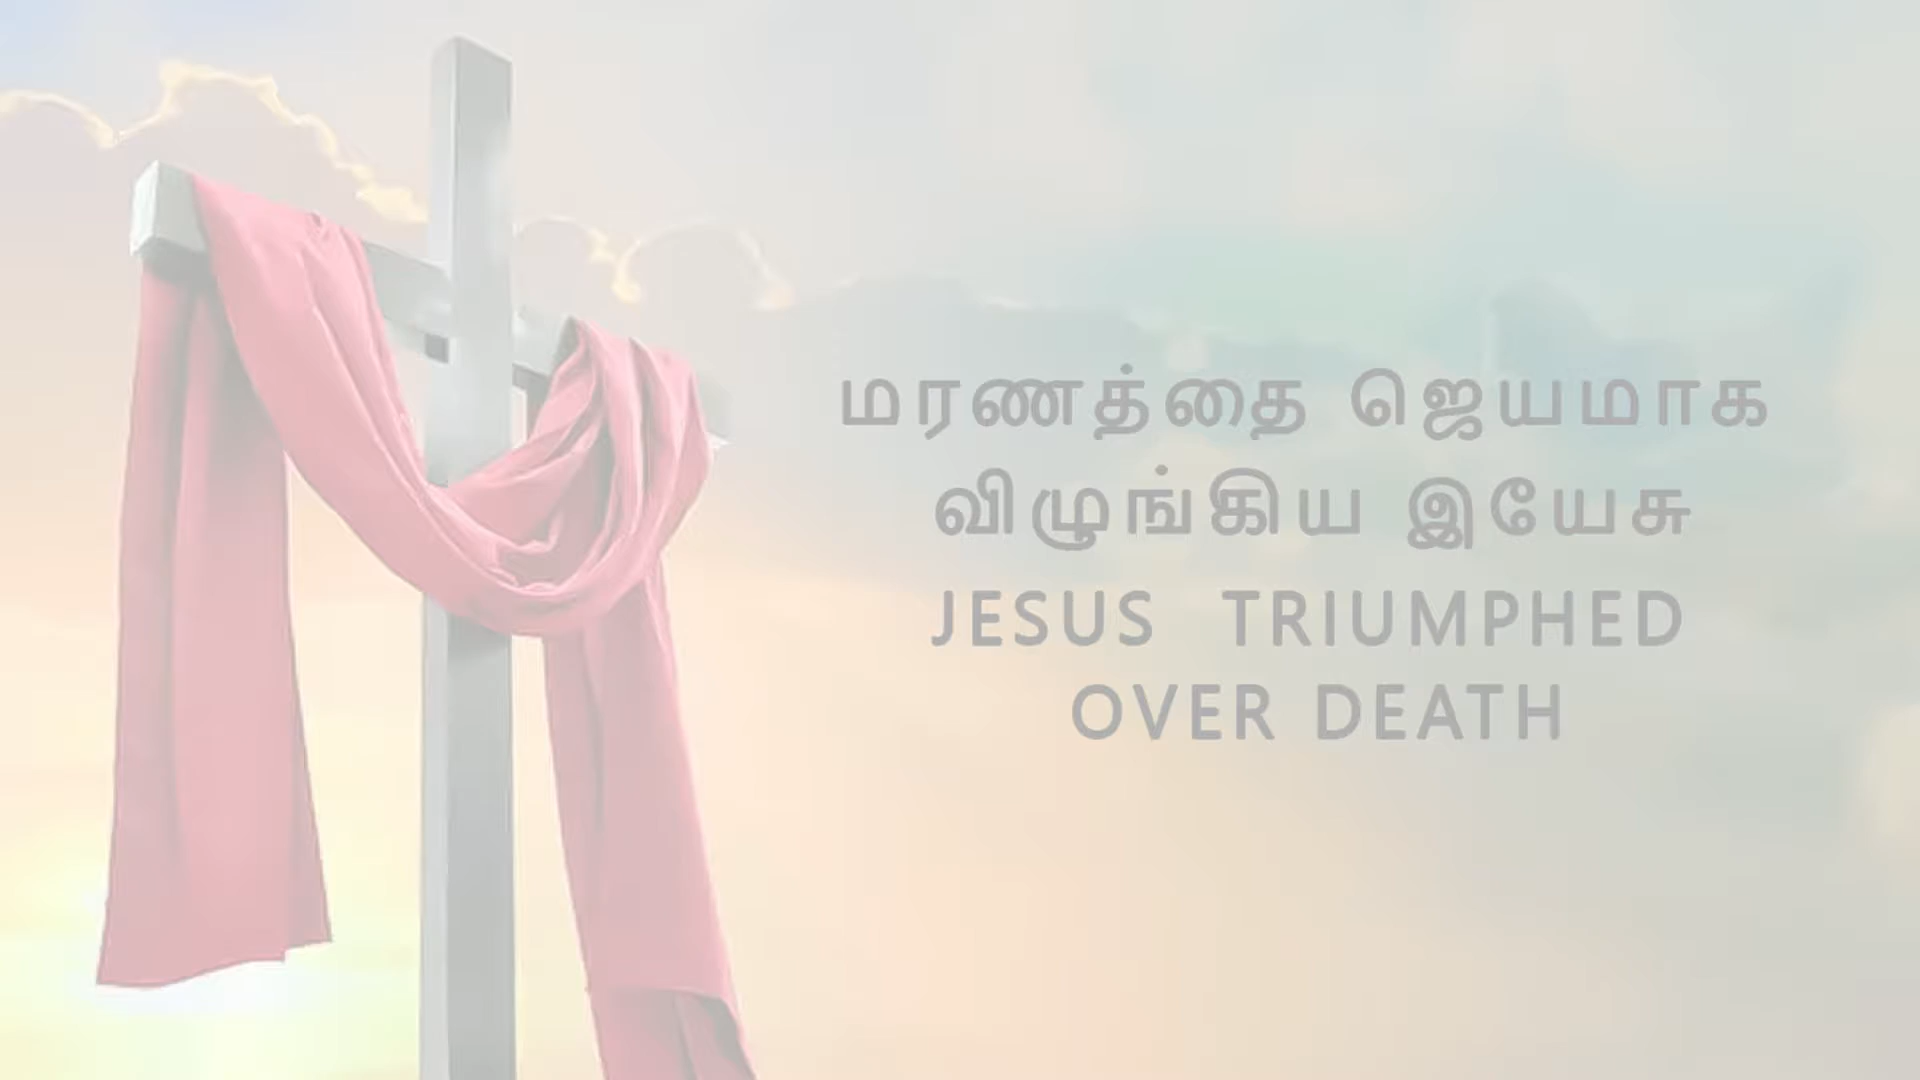 மரணத்தை ஜெயமாக
விழுங்கிய இயேசு
JESUS TRIUMPHED
OVER DEATH